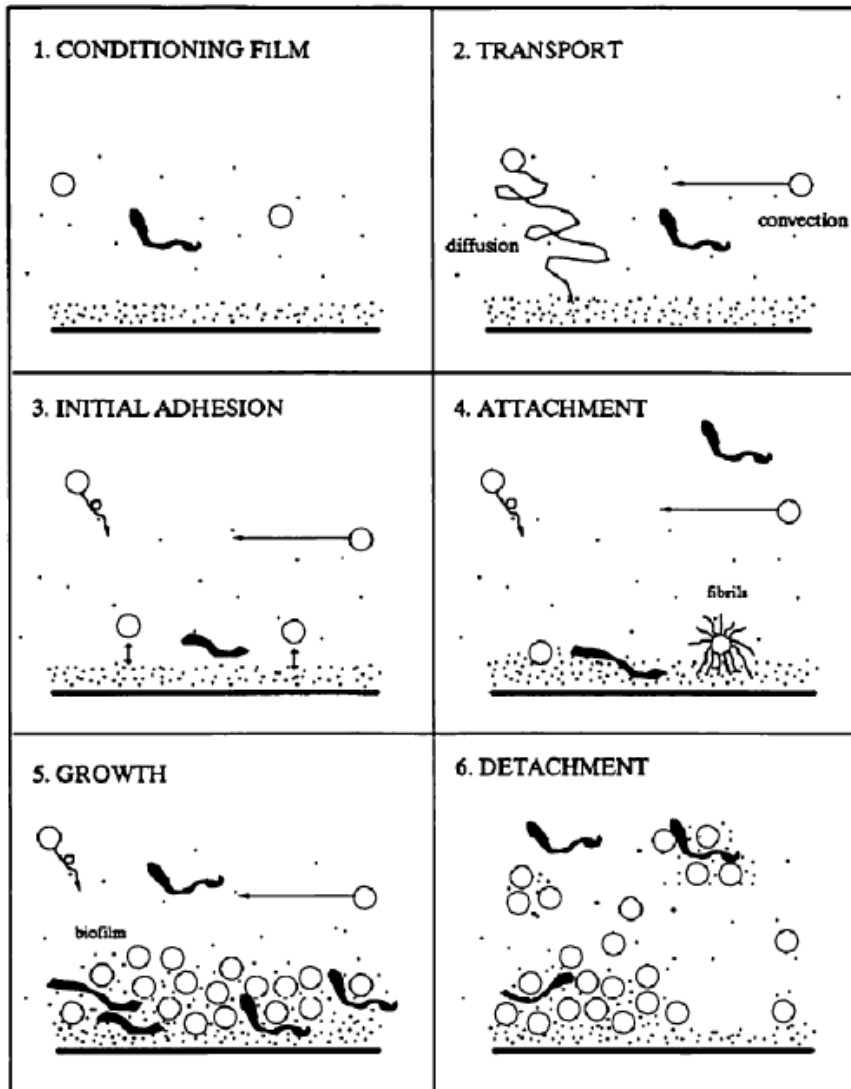 1. CONDITIONING FILM
2. TRANSPORT
diffusion
convection
3. INITIAL ADHESION
4. ATTACHMENT
fibrils
5. GROWTH
biofilm
6. DETACHMENT